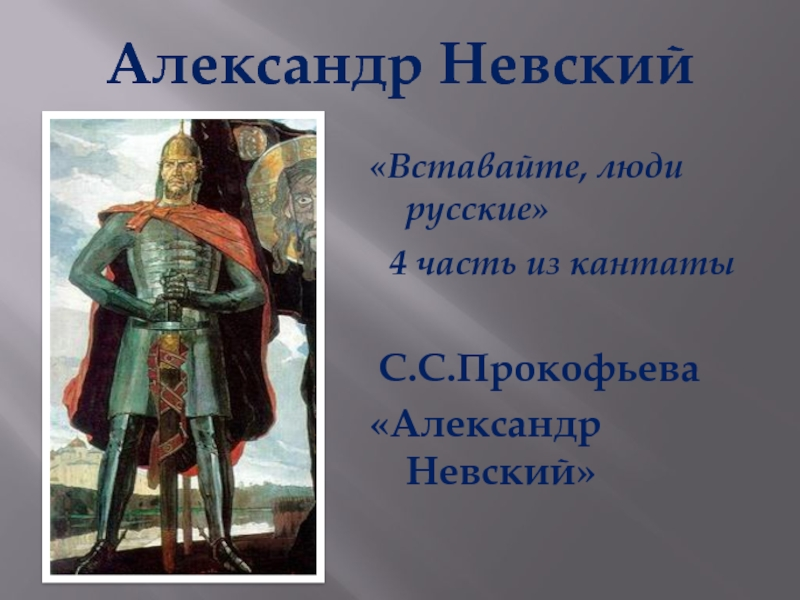 Александр Невский
«Вставайте, люди
русские»
4 часть из кантаты
С.С.Прокофьева
«Александр
Невский»